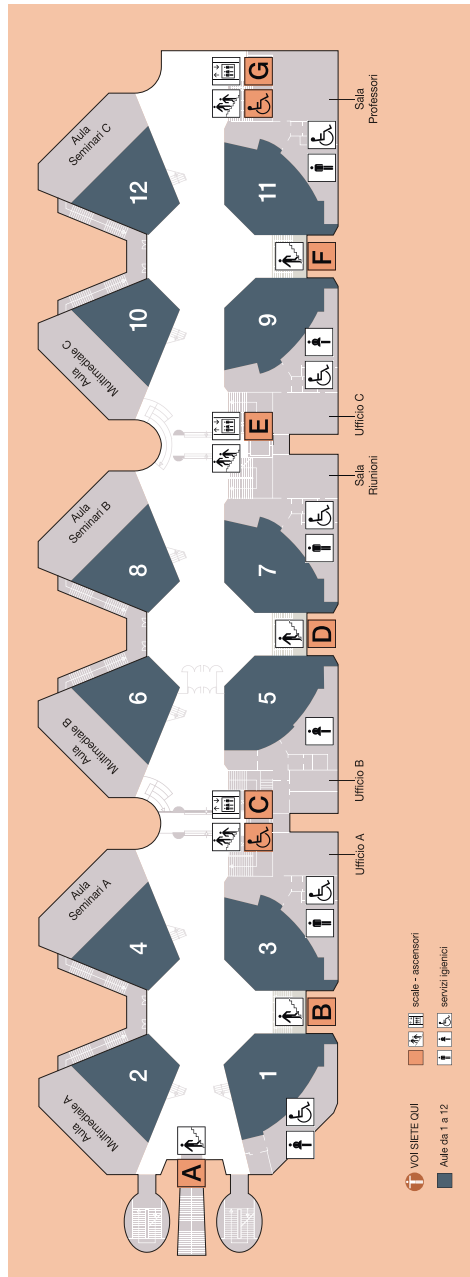 Aula
Multimediale A
Aula
Seminari A
Aula
Multimediale B
Aula
Seminari B
Aula
Multimediale C
Aula
Seminari C
2
4
6
8
10
12
A
C
E
G
1
3
5
7
9
11
B
D
F
Ufficio A
Ufficio B
Sala
Riunioni
Ufficio C
Sala
Professori
VOI SIETE QUI
scale - ascensori
Aule da 1 a 12
servizi igienici